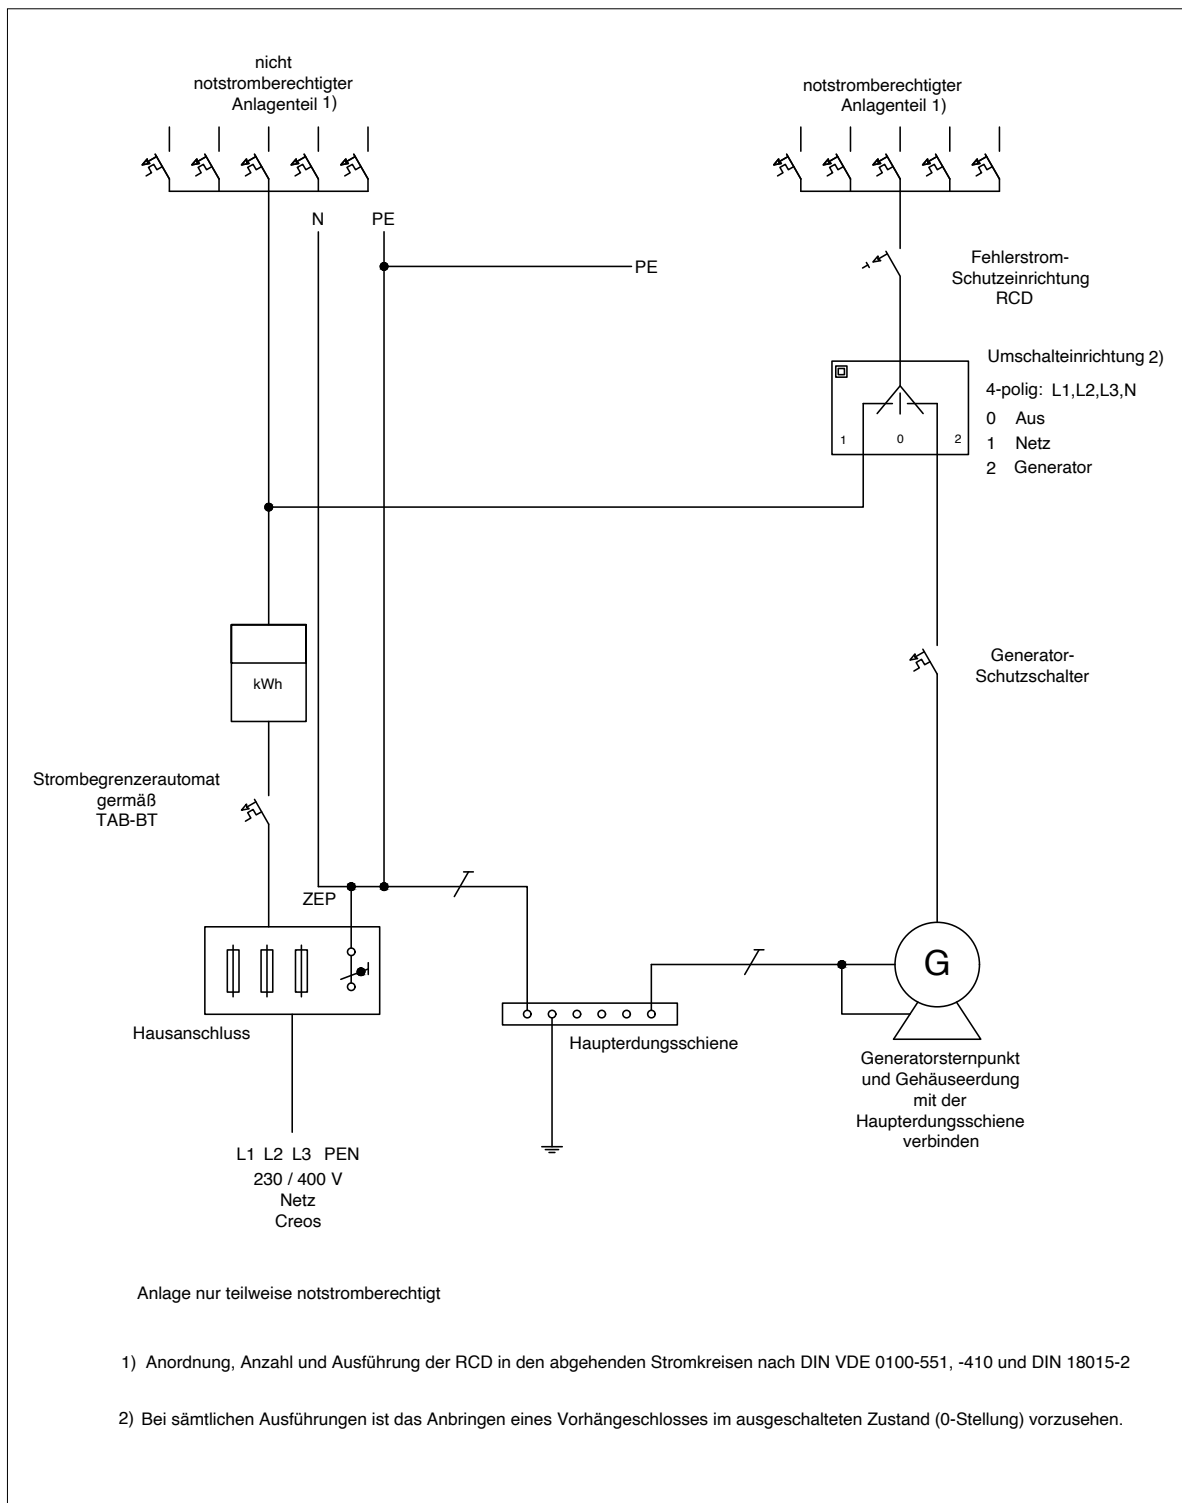 nicht
notstromberechtigter
Anlagenteil 1)
notstromberechtigter
Anlagenteil 1)
N
PE
PE
Fehlerstrom-
Schutzeinrichtung
RCD
Umschalteinrichtung 2)
4-polig: L1,L2,L3,N
0 Aus
1 Netz
2 Generator
1
0
2
kWh
Generator-
Schutzschalter
Strombegrenzerautomat
gemäß
TAB-BT
ZEP
G
Hausanschluss
Haupterdungsschiene
Generatorsternpunkt
und Gehäuseerdung
mit der
Haupterdungsschiene
verbinden
L1 L2 L3 PEN
230 / 400 V
Netz
Creos
Anlage nur teilweise notstromberechtigt
1) Anordnung, Anzahl und Ausführung der RCD in den abgehenden Stromkreisen nach DIN VDE 0100-551, -410 und DIN 18015-2
2) Bei sämtlichen Ausführungen ist das Anbringen eines Vorhängeschlosses im ausgeschalteten Zustand (0-Stellung) vorzusehen.